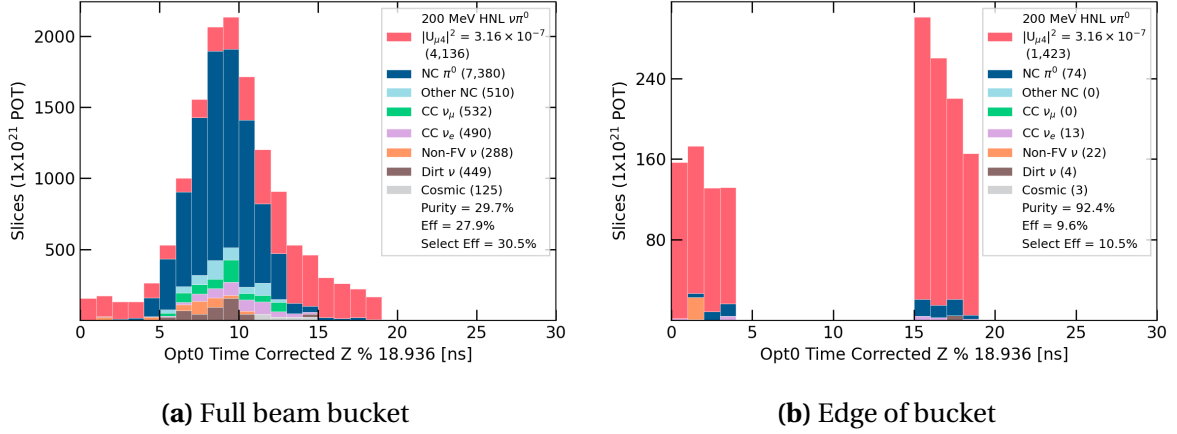 2000
1500
1000
500
0
5
10
15
20
25
30
Slices (1x10²¹ POT)
Opt0 Time Corrected Z % 18.936 [ns]
200 MeV HNL νπ⁰
|Uμ4|² = 3.16 × 10⁻⁷
(4,136)
NC π⁰ (7,380)
Other NC (510)
CC νμ (532)
CC νe (490)
Non-FV ν (288)
Dirt ν (449)
Cosmic (125)
Purity = 29.7%
Eff = 27.9%
Select Eff = 30.5%
(a) Full beam bucket
240
160
80
0
5
10
15
20
25
30
Slices (1x10²¹ POT)
Opt0 Time Corrected Z % 18.936 [ns]
200 MeV HNL νπ⁰
|Uμ4|² = 3.16 × 10⁻⁷
(1,423)
NC π⁰ (74)
Other NC (0)
CC νμ (0)
CC νe (13)
Non-FV ν (22)
Dirt ν (4)
Cosmic (3)
Purity = 92.4%
Eff = 9.6%
Select Eff = 10.5%
(b) Edge of bucket